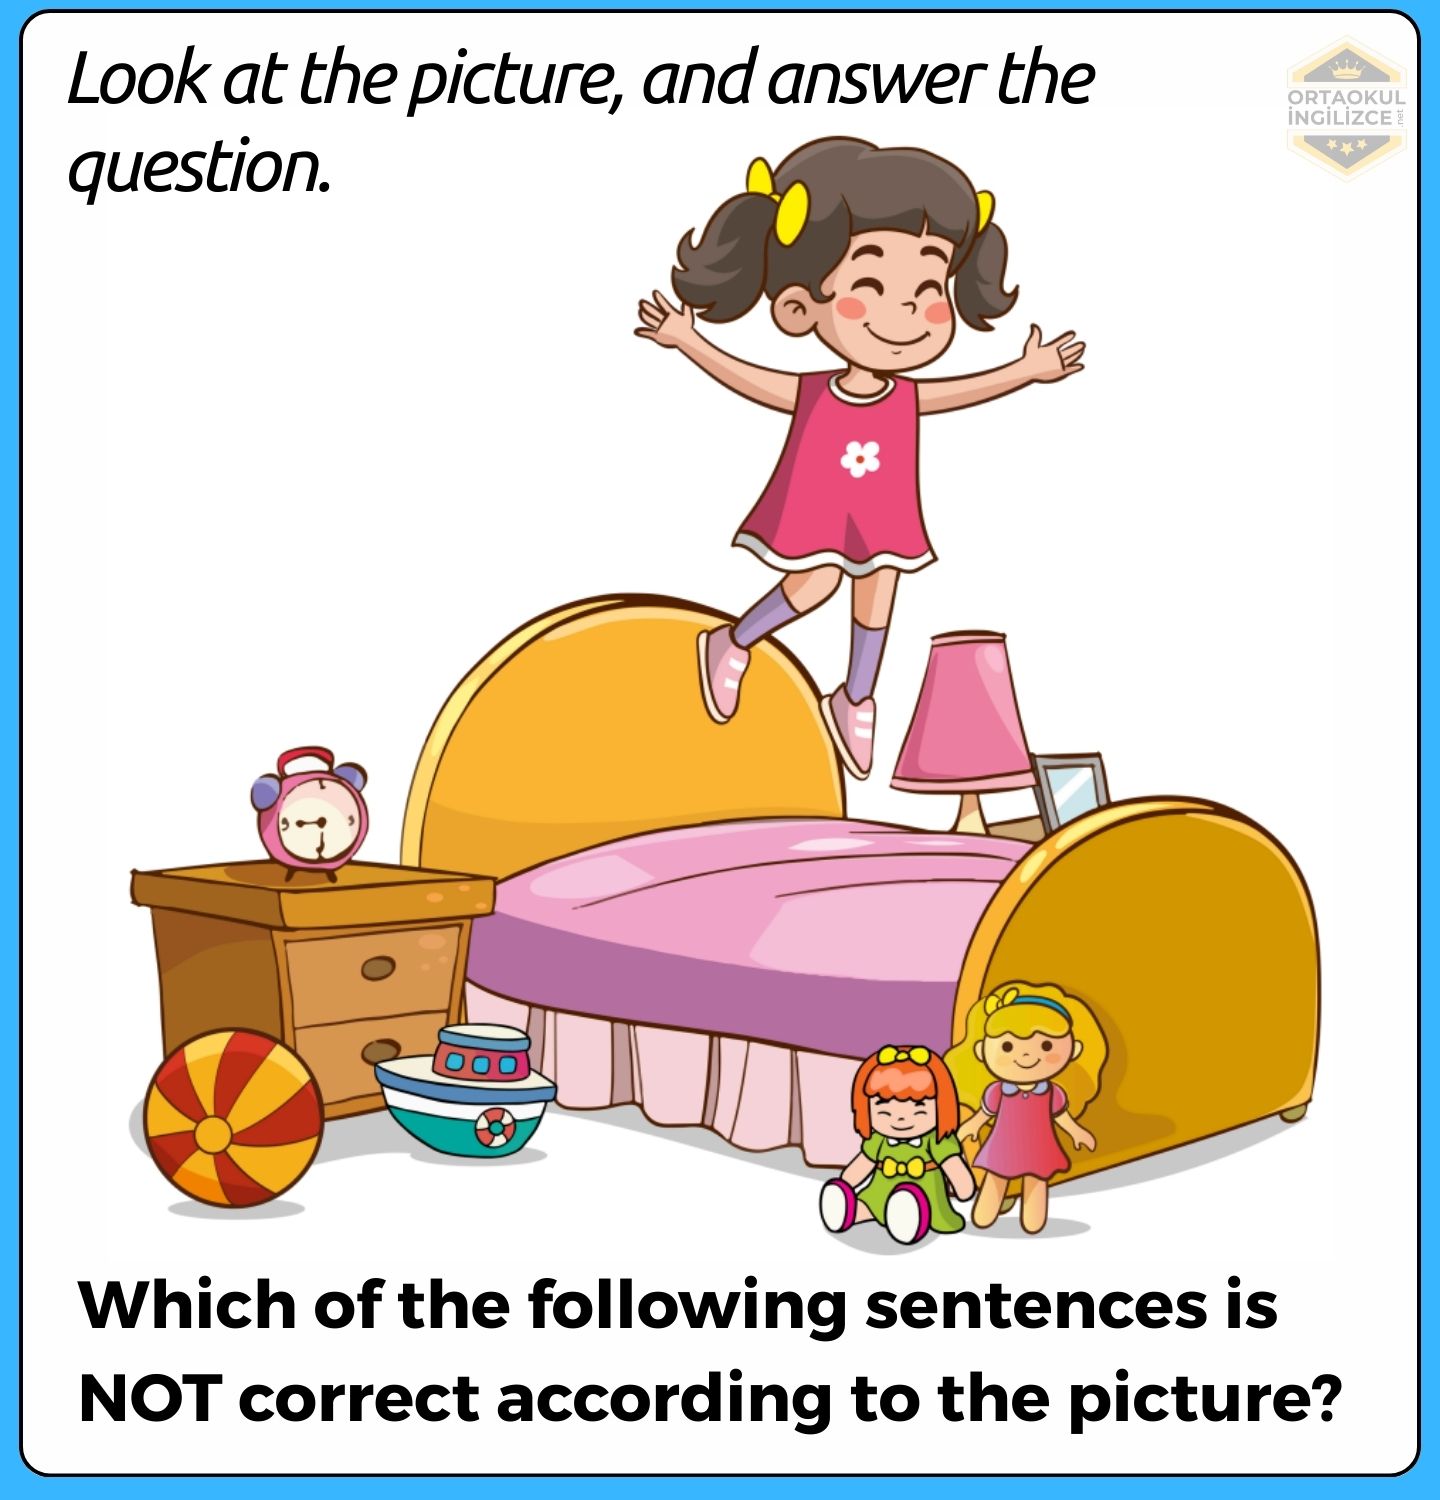 Look at the picture, and answer the
question.
ORTAOKUL
İNGİLİZCE .net
Which of the following sentences is
NOT correct according to the picture?